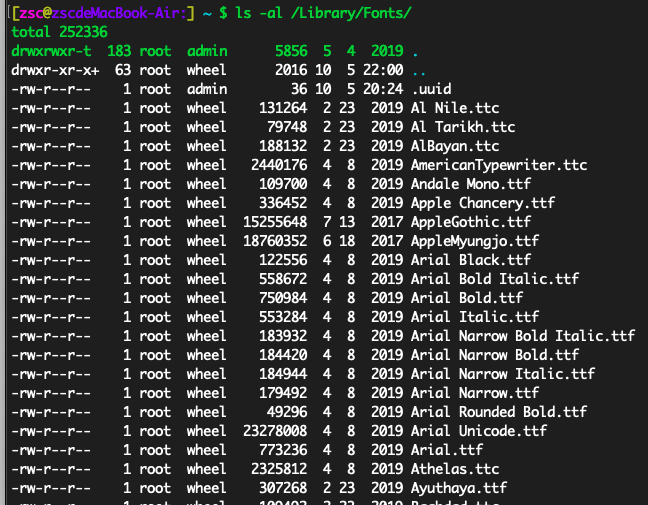 [zsc@zscdeMacBook-Air:] ~ $ ls -al /Library/Fonts/
total 252336
drwxrwxr-t  183 root  admin      5856  5  4  2019 .
drwxr-xr-x+  63 root  wheel      2016 10  5 22:00 ..
-rw-r--r--    1 root  admin        36 10  5 20:24 .uuid
-rw-r--r--    1 root  wheel    131264  2 23  2019 Al Nile.ttc
-rw-r--r--    1 root  wheel     79748  2 23  2019 Al Tarikh.ttc
-rw-r--r--    1 root  wheel    188132  2 23  2019 AlBayan.ttc
-rw-r--r--    1 root  wheel   2440176  4  8  2019 AmericanTypewriter.ttc
-rw-r--r--    1 root  wheel    109700  4  8  2019 Andale Mono.ttf
-rw-r--r--    1 root  wheel    336452  4  8  2019 Apple Chancery.ttf
-rw-r--r--    1 root  wheel  15255648  7 13  2017 AppleGothic.ttf
-rw-r--r--    1 root  wheel  18760352  6 18  2017 AppleMyungjo.ttf
-rw-r--r--    1 root  wheel    122556  4  8  2019 Arial Black.ttf
-rw-r--r--    1 root  wheel    558672  4  8  2019 Arial Bold Italic.ttf
-rw-r--r--    1 root  wheel    750984  4  8  2019 Arial Bold.ttf
-rw-r--r--    1 root  wheel    553284  4  8  2019 Arial Italic.ttf
-rw-r--r--    1 root  wheel    183932  4  8  2019 Arial Narrow Bold Italic.ttf
-rw-r--r--    1 root  wheel    184420  4  8  2019 Arial Narrow Bold.ttf
-rw-r--r--    1 root  wheel    184944  4  8  2019 Arial Narrow Italic.ttf
-rw-r--r--    1 root  wheel    179492  4  8  2019 Arial Narrow.ttf
-rw-r--r--    1 root  wheel     49296  4  8  2019 Arial Rounded Bold.ttf
-rw-r--r--    1 root  wheel  23278008  4  8  2019 Arial Unicode.ttf
-rw-r--r--    1 root  wheel    773236  4  8  2019 Arial.ttf
-rw-r--r--    1 root  wheel   2325812  4  8  2019 Athelas.ttc
-rw-r--r--    1 root  wheel    307268  2 23  2019 Ayuthaya.ttf